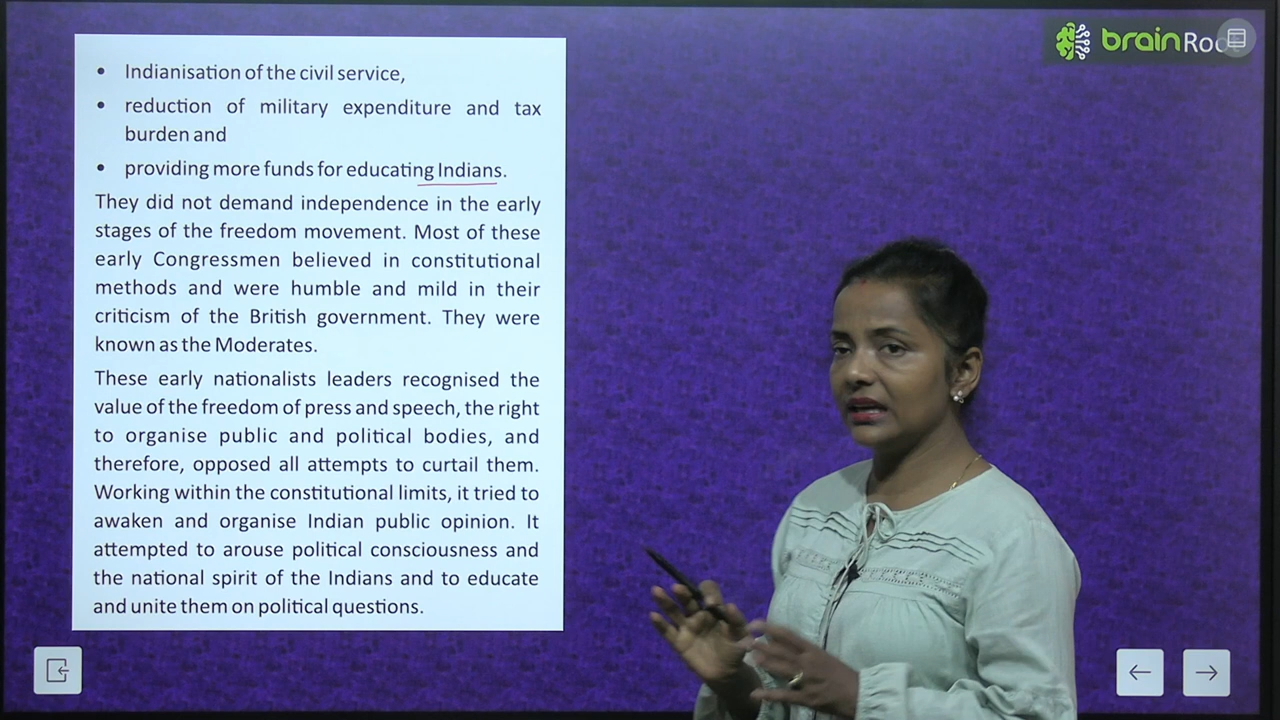 • Indianisation of the civil service,
• reduction of military expenditure and tax
burden and
• providing more funds for educating Indians.
They did not demand independence in the early
stages of the freedom movement. Most of these
early Congressmen believed in constitutional
methods and were humble and mild in their
criticism of the British government. They were
known as the Moderates.
These early nationalists leaders recognised the
value of the freedom of press and speech, the right
to organise public and political bodies, and
therefore, opposed all attempts to curtail them.
Working within the constitutional limits, it tried to
awaken and organise Indian public opinion. It
attempted to arouse political consciousness and
the national spirit of the Indians and to educate
and unite them on political questions.